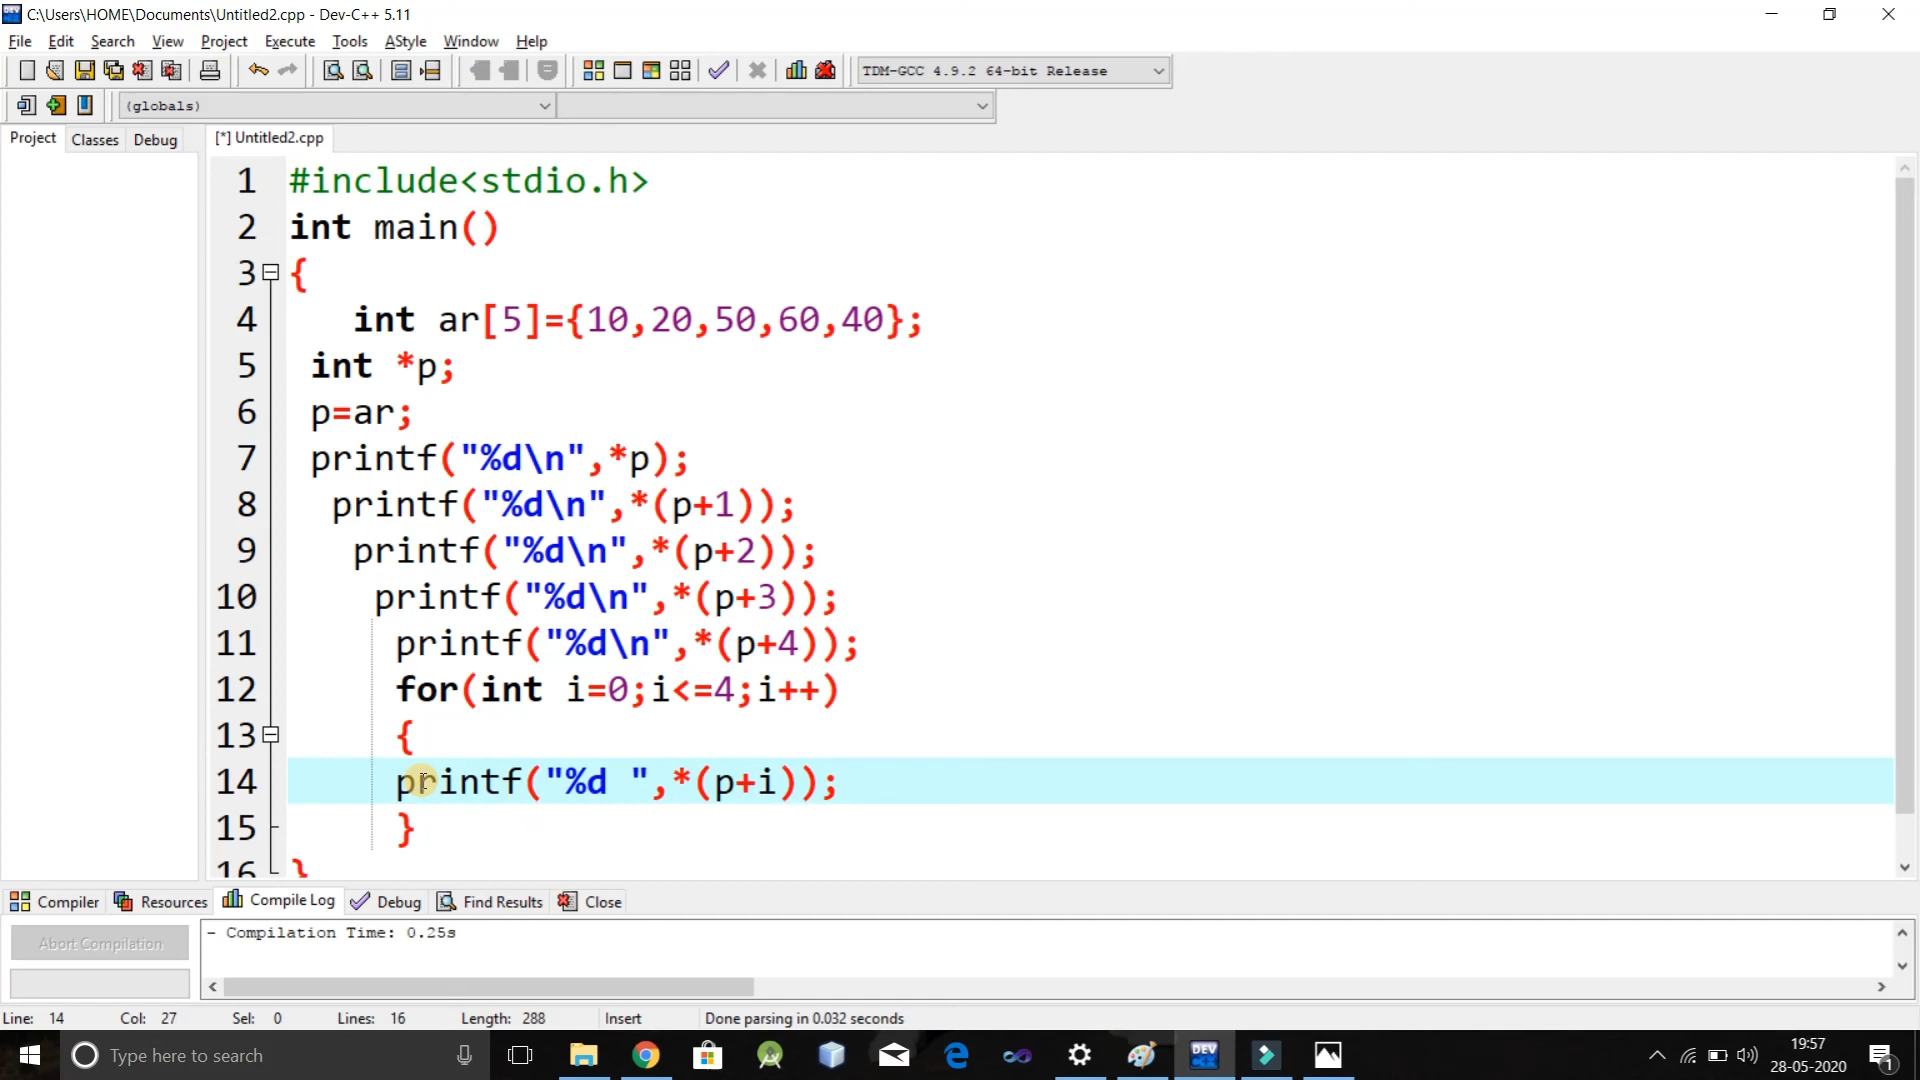 C:\Users\HOME\Documents\Untitled2.cpp - Dev-C++ 5.11
File Edit Search View Project Execute Tools AStyle Window Help
TDM-GCC 4.9.2 64-bit Release
(globals)
Project Classes Debug [*] Untitled2.cpp
1 #include<stdio.h>
2 int main()
3 {
4 int ar[5]={10,20,50,60,40};
5 int *p;
6 p=ar;
7 printf("%d\n",*p);
8 printf("%d\n",*(p+1));
9 printf("%d\n",*(p+2));
10 printf("%d\n",*(p+3));
11 printf("%d\n",*(p+4));
12 for(int i=0;i<=4;i++)
13 {
14 printf("%d ",*(p+i));
15 }
16 }
Compiler Resources Compile Log Debug Find Results Close
Abort Compilation
- Compilation Time: 0.25s
Line: 14 Col: 27 Sel: 0 Lines: 16 Length: 288 Insert Done parsing in 0.032 seconds
Type here to search
DEV
19:57
28-05-2020
1